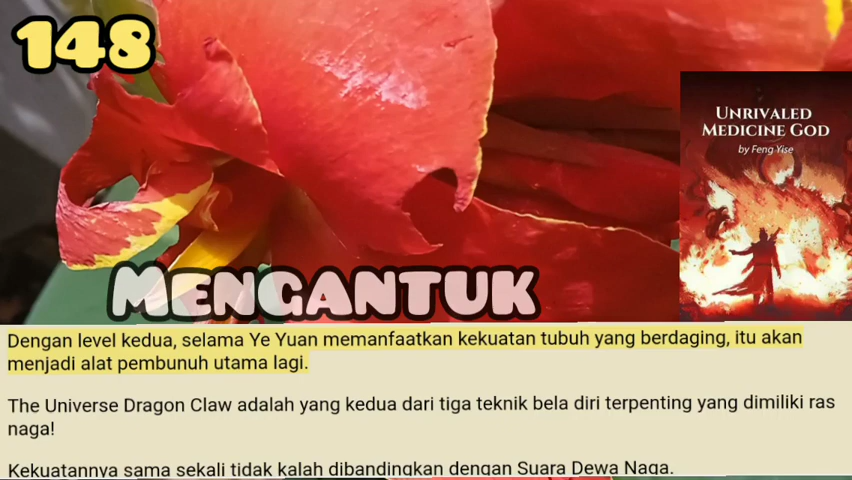 148
UNRIVALED
MEDICINE GOD
by Feng Yise
MENGANTUK
Dengan level kedua, selama Ye Yuan memanfaatkan kekuatan tubuh yang berdaging, itu akan
menjadi alat pembunuh utama lagi.
The Universe Dragon Claw adalah yang kedua dari tiga teknik bela diri terpenting yang dimiliki ras
naga!
Kekuatannya sama sekali tidak kalah dibandingkan dengan Suara Dewa Naga.